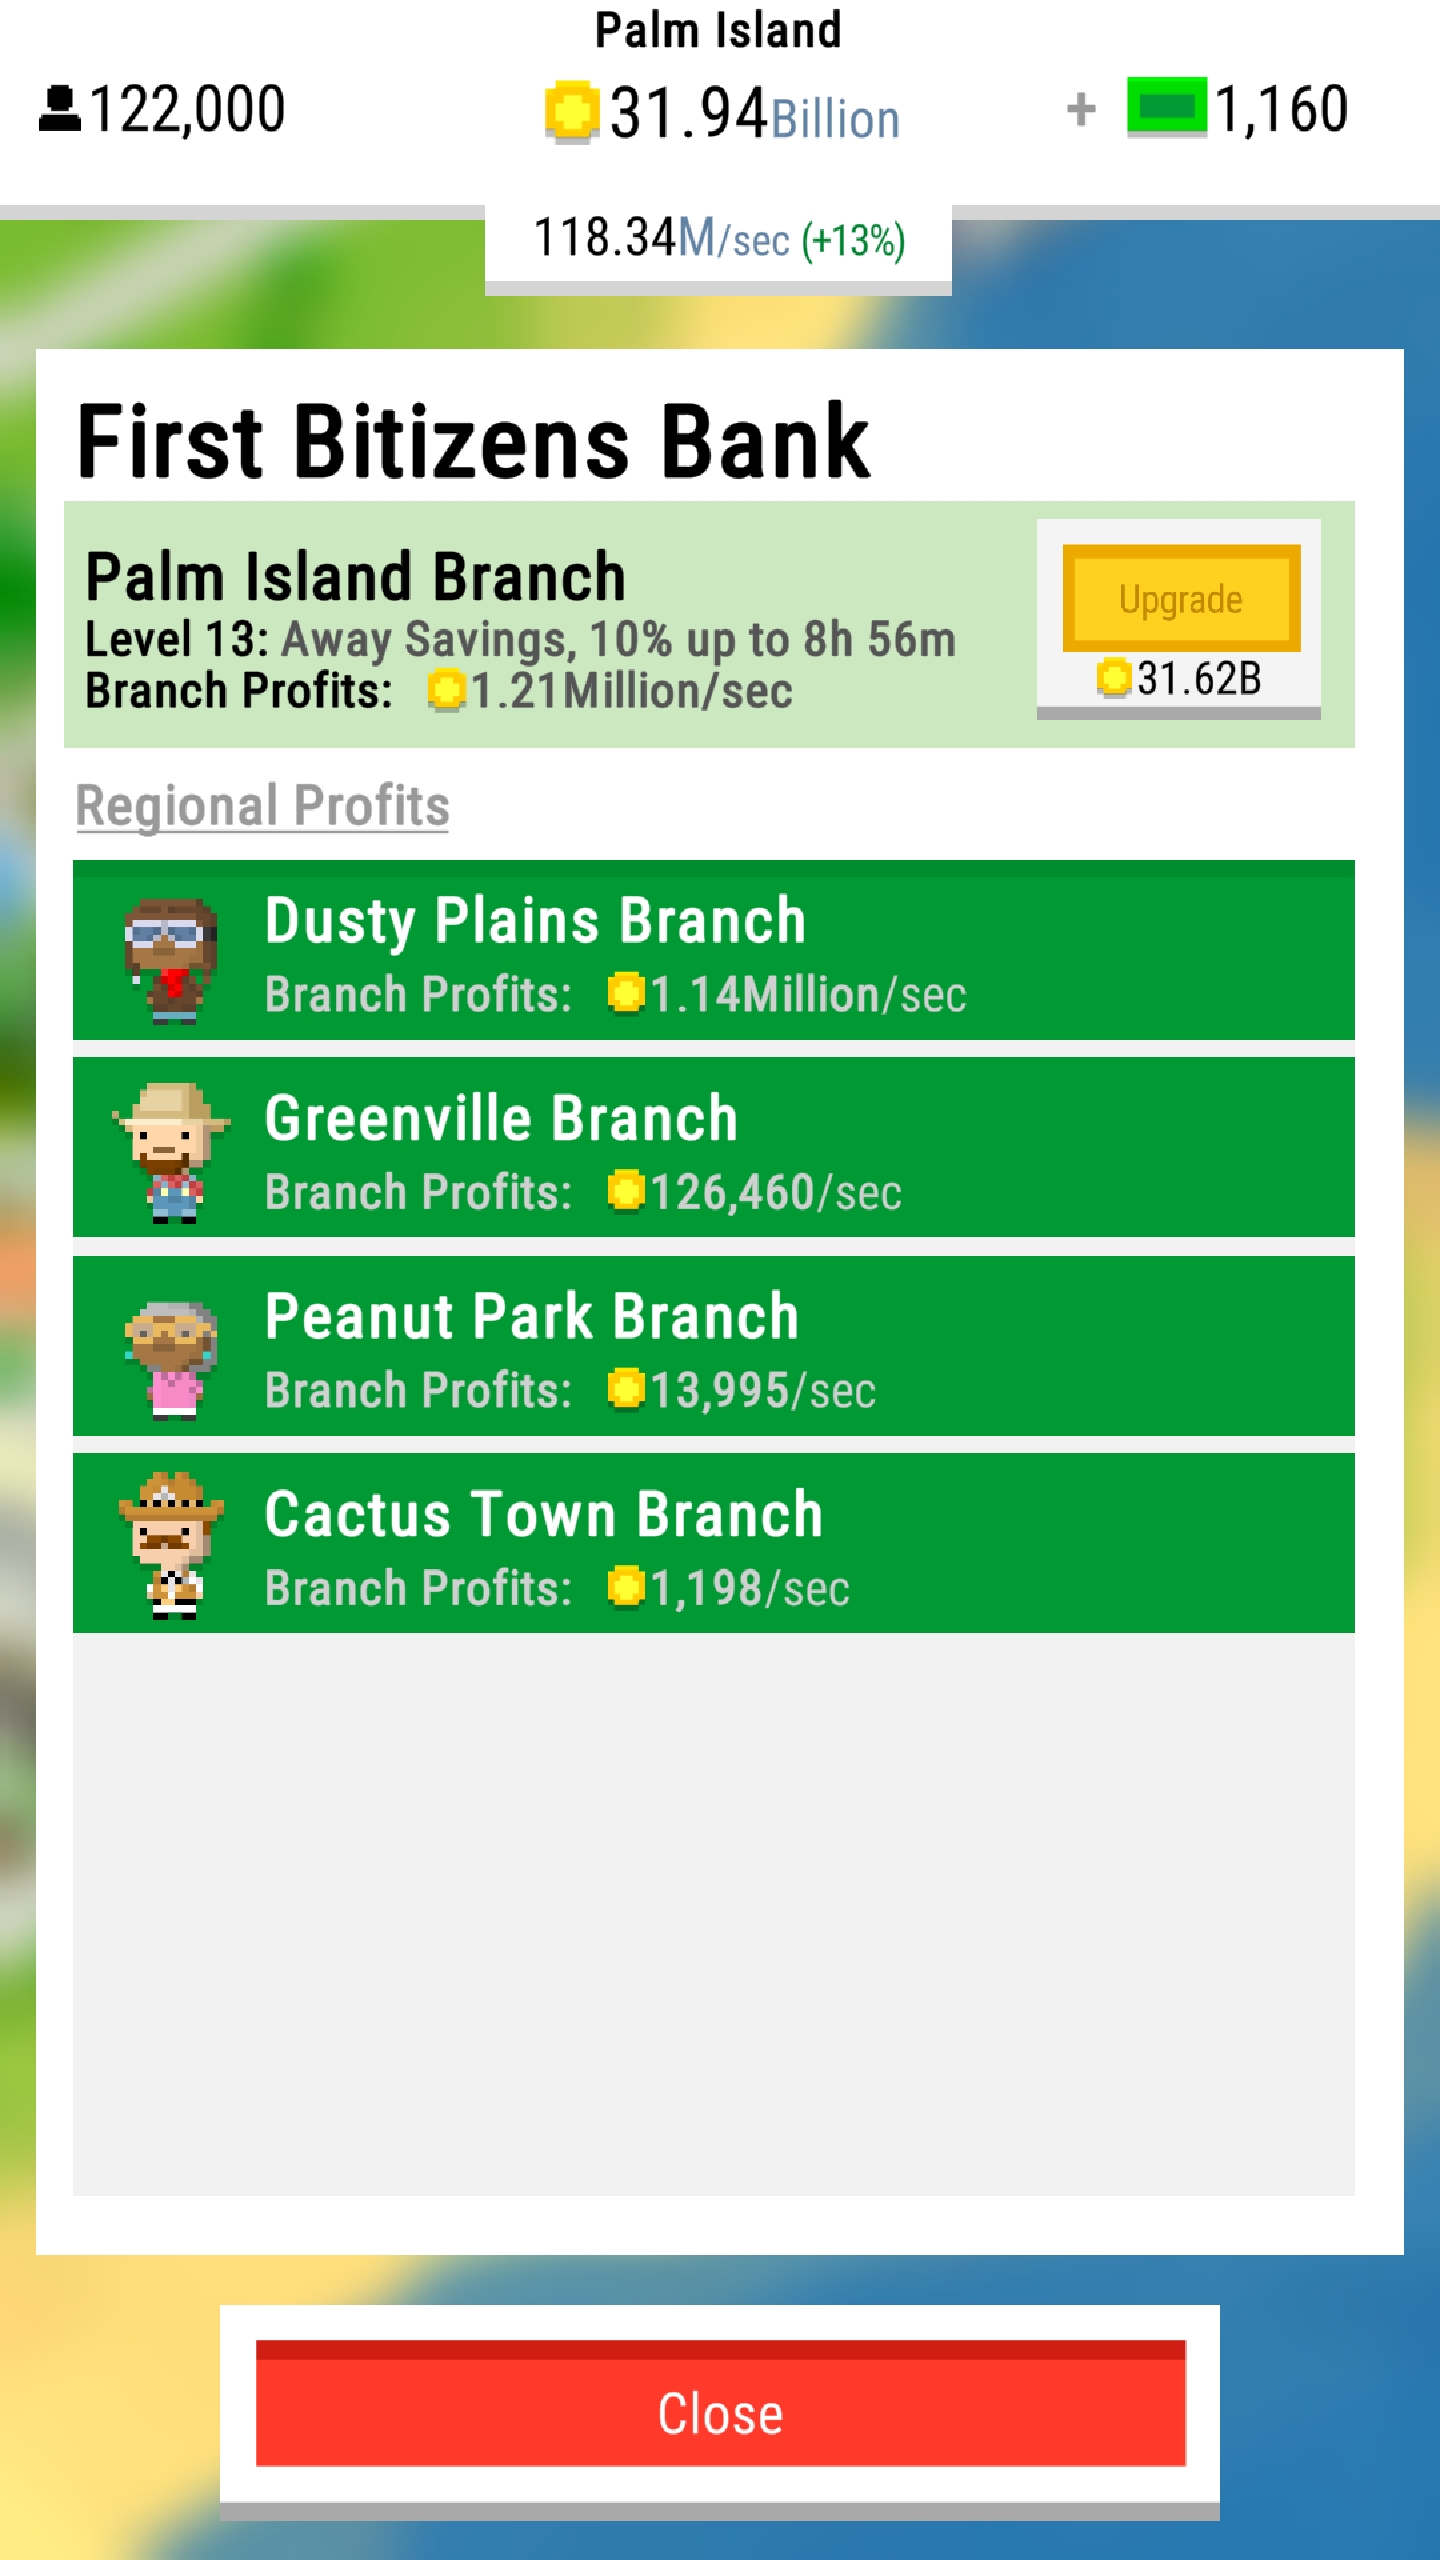 Palm Island
122,000
31.94Billion
+ 1,160
118.34M/sec (+13%)
First Bitizens Bank
Palm Island Branch
Level 13: Away Savings, 10% up to 8h 56m
Branch Profits: 1.21Million/sec
Upgrade
31.62B
Regional Profits
Dusty Plains Branch
Branch Profits: 1.14Million/sec
Greenville Branch
Branch Profits: 126,460/sec
Peanut Park Branch
Branch Profits: 13,995/sec
Cactus Town Branch
Branch Profits: 1,198/sec
Close